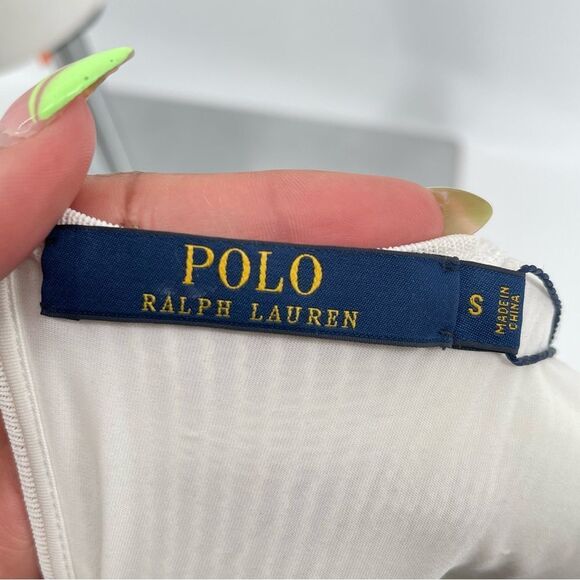 POLO
RALPH LAUREN
S
MADE IN
CHINA